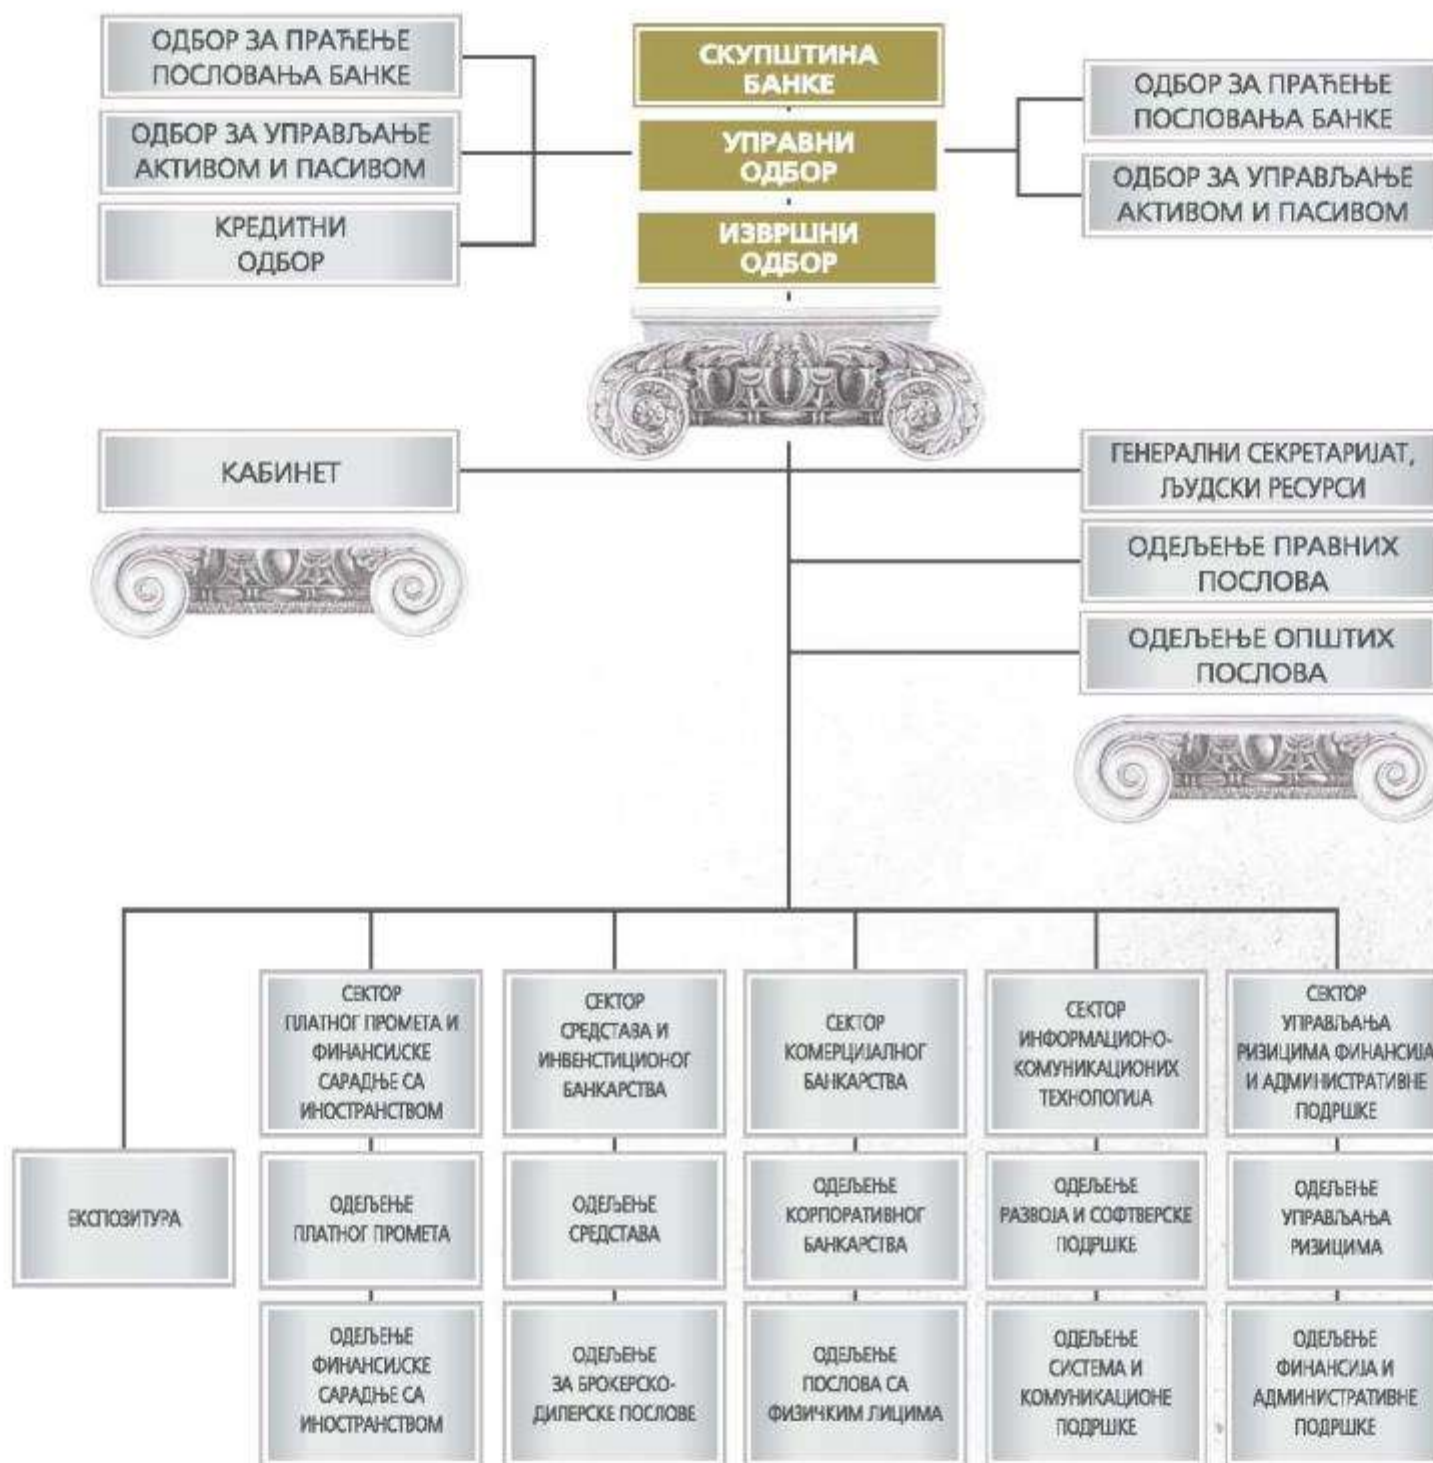 ОДБОР ЗА ПРАЋЕЊЕ
ПОСЛОВАЊА БАНКЕ
ОДБОР ЗА УПРАВЉАЊЕ
АКТИВОМ И ПАСИВОМ
КРЕДИТНИ
ОДБОР
СКУПШТИНА
БАНКЕ
УПРАВНИ
ОДБОР
ИЗВРШНИ
ОДБОР
ОДБОР ЗА ПРАЋЕЊЕ
ПОСЛОВАЊА БАНКЕ
ОДБОР ЗА УПРАВЉАЊЕ
АКТИВОМ И ПАСИВОМ
КАБИНЕТ
ГЕНЕРАЛНИ СЕКРЕТАРИЈАТ,
ЉУДСКИ РЕСУРСИ
ОДЕЉЕЊЕ ПРАВНИХ
ПОСЛОВА
ОДЕЉЕЊЕ ОПШТИХ
ПОСЛОВА
СЕКТОР
ПЛАТНОГ ПРОМЕТА И
ФИНАНСИЈСКЕ
САРАДЊЕ СА
ИНОСТРАНСТВОМ
СЕКТОР
СРЕДСТАВА И
ИНВЕНСТИЦИОНОГ
БАНКАРСТВА
СЕКТОР
КОМЕРЦИЈАЛНОГ
БАНКАРСТВА
СЕКТОР
ИНФОРМАЦИОНО-
КОМУНИКАЦИОНИХ
ТЕХНОЛОГИЈА
СЕКТОР
УПРАВЉАЊА
РИЗИЦИМА ФИНАНСИЈА
И АДМИНИСТРАТИВНЕ
ПОДРШКЕ
ЕКСПОЗИТУРА
ОДЕЉЕЊЕ
ПЛАТНОГ ПРОМЕТА
ОДЕЉЕЊЕ
СРЕДСТАВА
ОДЕЉЕЊЕ
КОРПОРАТИВНОГ
БАНКАРСТВА
ОДЕЉЕЊЕ
РАЗВОЈА И СОФТВЕРСКЕ
ПОДРШКЕ
ОДЕЉЕЊЕ
УПРАВЉАЊА
РИЗИЦИМА
ОДЕЉЕЊЕ
ФИНАНСИЈСКЕ
САРАДЊЕ СА
ИНОСТРАНСТВОМ
ОДЕЉЕЊЕ
ЗА БРОКЕРСКО-
ДИЛЕРСКЕ ПОСЛОВЕ
ОДЕЉЕЊЕ
ПОСЛОВА СА
ФИЗИЧКИМ ЛИЦИМА
ОДЕЉЕЊЕ
СИСТЕМА И
КОМУНИКАЦИОНЕ
ПОДРШКЕ
ОДЕЉЕЊЕ
ФИНАНСИЈА И
АДМИНИСТРАТИВНЕ
ПОДРШКЕ